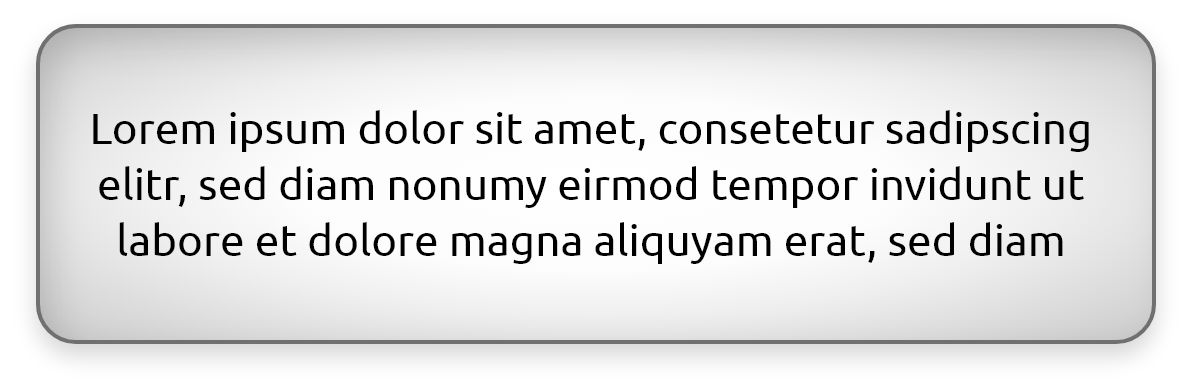 Lorem ipsum dolor sit amet, consetetur sadipscing
elitr, sed diam nonumy eirmod tempor invidunt ut
labore et dolore magna aliquyam erat, sed diam